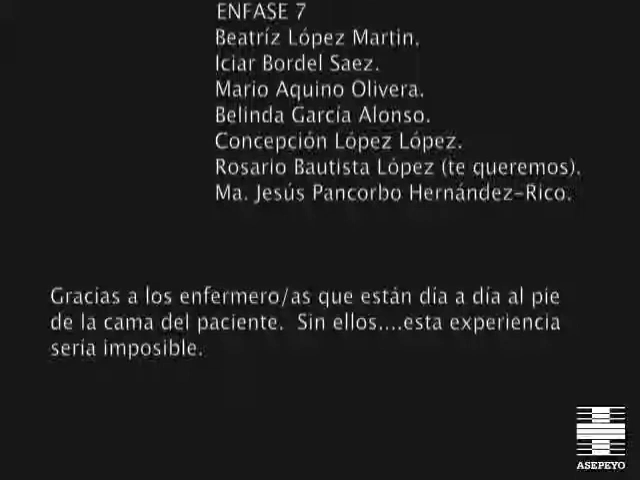 ENFASE 7
Beatríz López Martin.
Iciar Bordel Saez.
Mario Aquino Olivera.
Belinda García Alonso.
Concepción López López.
Rosario Bautista López (te queremos).
Ma. Jesús Pancorbo Hernández-Rico.
Gracias a los enfermero/as que están día a día al pie
de la cama del paciente. Sin ellos....esta experiencia
sería imposible.
ASEPEYO